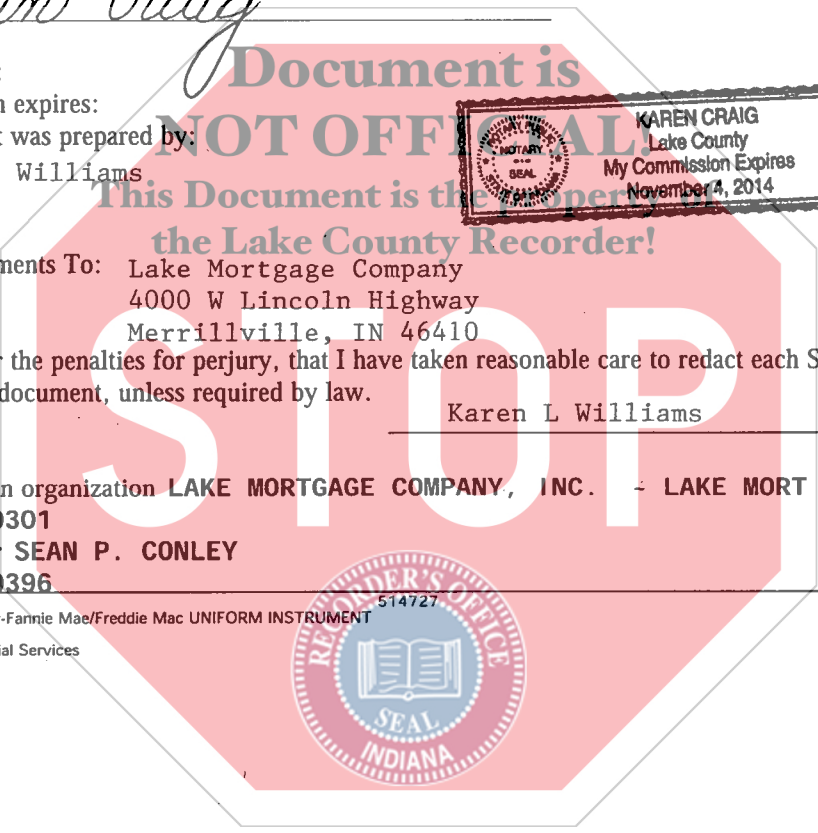 Craig
Document is
expires:
was prepared by:
NOT OFFICIAL!
Williams
This Document is the property of
the Lake County Recorder!
KAREN CRAIG
Lake County
My Commission Expires
November 4, 2014
NOTARY
SEAL
ments To: Lake Mortgage Company
4000 W Lincoln Highway
Merrillville, IN 46410
the penalties for perjury, that I have taken reasonable care to redact each S
document, unless required by law.
Karen L Williams
STOP
n organization LAKE MORTGAGE COMPANY, INC. - LAKE MORT
0301
SEAN P. CONLEY
0396
-Fannie Mae/Freddie Mac UNIFORM INSTRUMENT
514727
ial Services
RECORDER'S OFFICE
SEAL
INDIANA